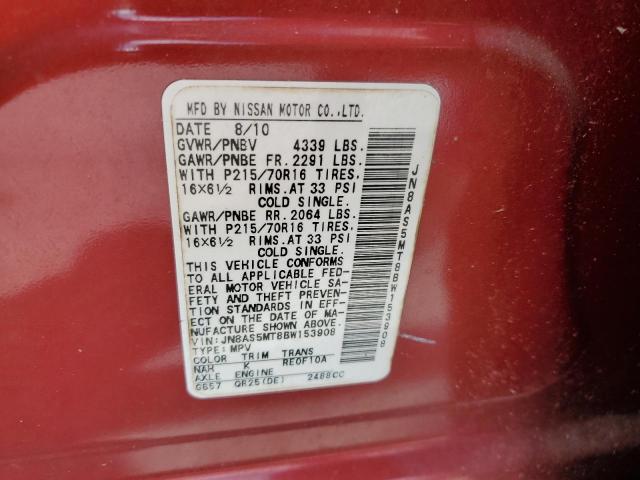 MFD BY NISSAN MOTOR CO.,LTD.
DATE 8/10
GVWR/PNBV 4339 LBS.
GAWR/PNBE FR. 2291 LBS.
WITH P215/70R16 TIRES,
16X6½ RIMS.AT 33 PSI
COLD SINGLE.
GAWR/PNBE RR. 2064 LBS.
WITH P215/70R16 TIRES,
16X6½ RIMS.AT 33 PSI
COLD SINGLE.
THIS VEHICLE CONFORMS
TO ALL APPLICABLE FED-
ERAL MOTOR VEHICLE SA-
FETY AND THEFT PREVEN-
TION STANDARDS IN EFF-
ECT ON THE DATE OF MA-
NUFACTURE SHOWN ABOVE.
VIN:JN8AS5MT8BW153908
TYPE:MPV
COLOR TRIM TRANS
NAH K RE0F10A
AXLE ENGINE
GB57 QR25(DE) 2488CC
JN8AS5MT8BW153908